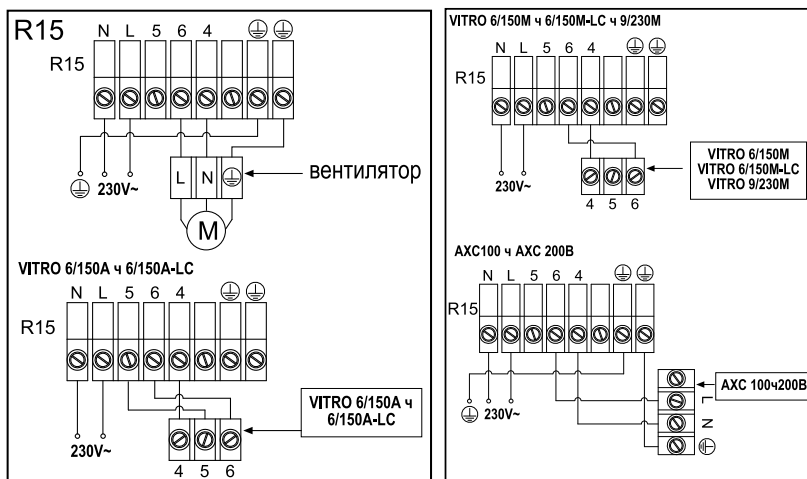 R15
N L 5 6 4
R15
L N
вентилятор
230V~
M
VITRO 6/150A ч 6/150A-LC
N L 5 6 4
R15
VITRO 6/150A ч
6/150A-LC
230V~
4 5 6
VITRO 6/150M ч 6/150M-LC ч 9/230M
N L 5 6 4
R15
VITRO 6/150M
VITRO 6/150M-LC
VITRO 9/230M
230V~
4 5 6
AXC100 ч AXC 200B
N L 5 6 4
R15
AXC 100ч200B
L
N
230V~